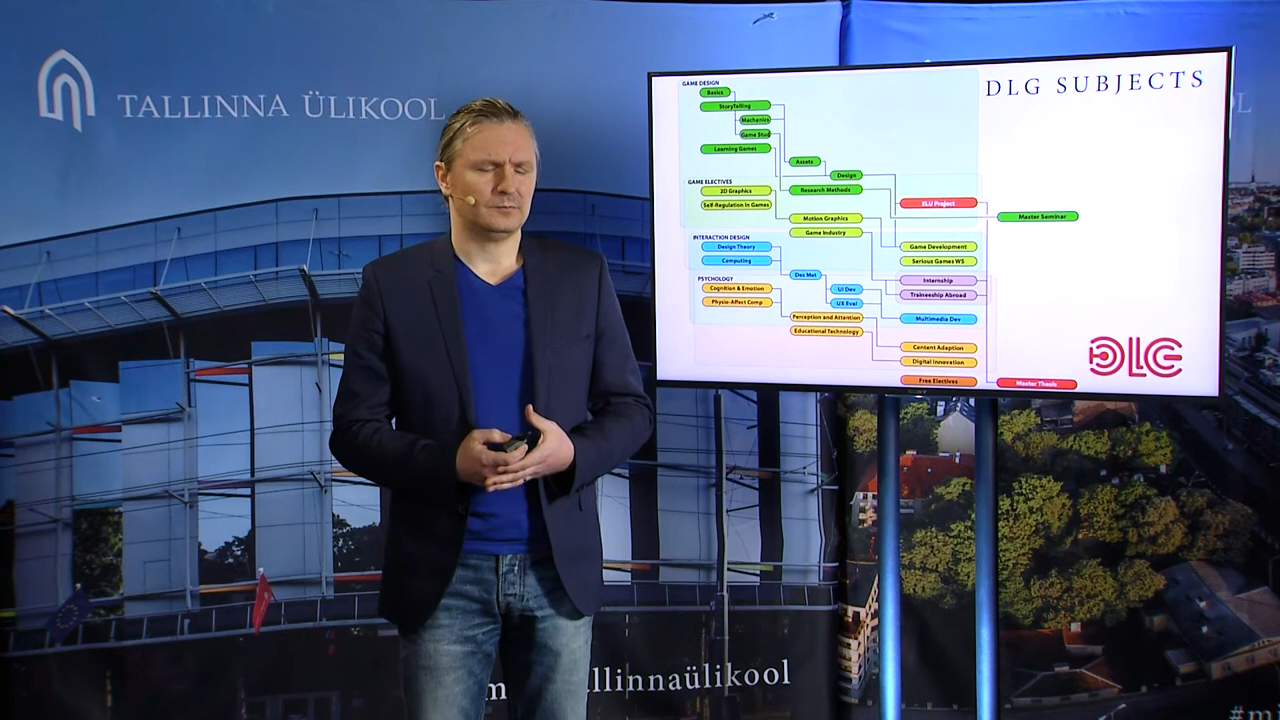 TALLINNA ÜLIKOOL
DLG SUBJECTS
GAME DESIGN
Basics
StoryTelling
Mechanics
Game Stud
Learning Games
Assets
Design
Research Methods
ELU Project
Master Seminar
GAME ELECTIVES
2D Graphics
Self-Regulation in Games
Motion Graphics
Game Industry
Game Development
Serious Games WS
INTERACTION DESIGN
Design Theory
Computing
Des Met
UI Dev
UX Eval
Internship
Traineeship Abroad
Multimedia Dev
PSYCHOLOGY
Cognition & Emotion
Physio-Affect Comp
Perception and Attention
Educational Technology
Content Adaption
Digital Innovation
Free Electives
Master Thesis
DLG
OL
m
allinnaülikool
#mi